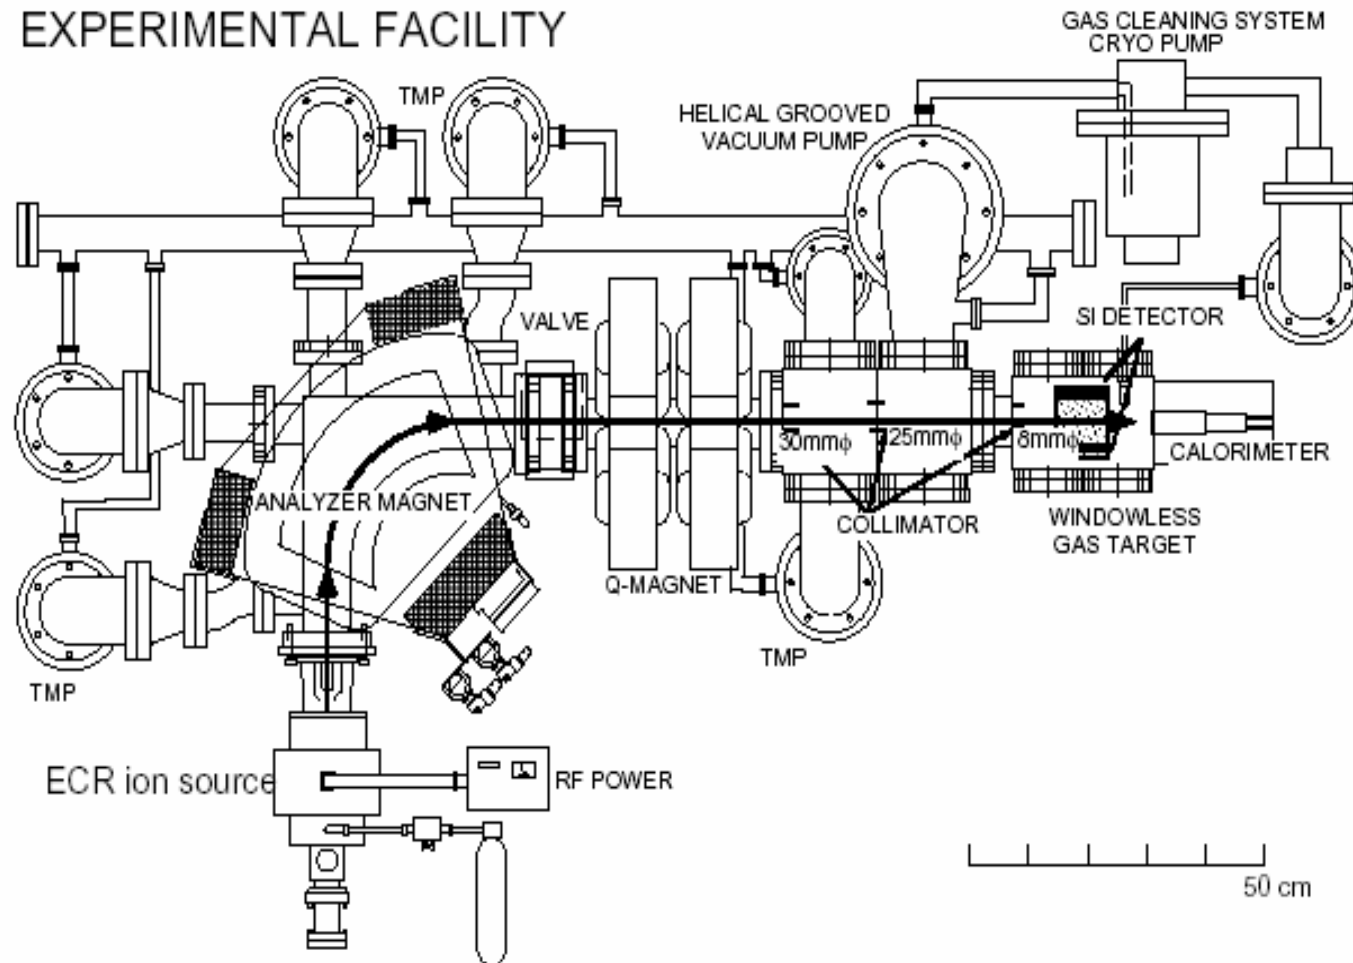 EXPERIMENTAL FACILITY
GAS CLEANING SYSTEM
CRYO PUMP
TMP
HELICAL GROOVED
VACUUM PUMP
VALVE
SI DETECTOR
30mmϕ
25mmϕ
8mmϕ
CALORIMETER
ANALYZER MAGNET
COLLIMATOR
WINDOWLESS
GAS TARGET
Q-MAGNET
TMP
TMP
ECR ion source
RF POWER
50 cm